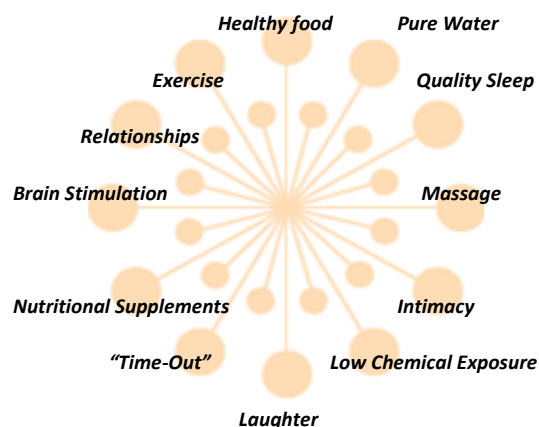 Healthy food
Pure Water
Exercise
Quality Sleep
Relationships
Brain Stimulation
Massage
Nutritional Supplements
Intimacy
“Time-Out”
Low Chemical Exposure
Laughter